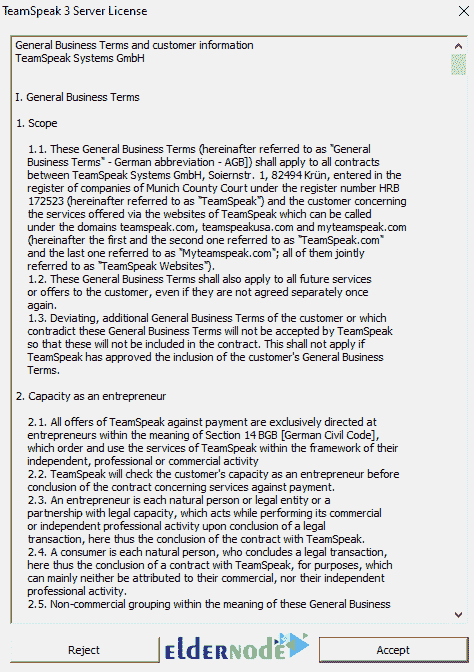 TeamSpeak 3 Server License
General Business Terms and customer information
TeamSpeak Systems GmbH
I. General Business Terms
1. Scope
1.1. These General Business Terms (hereinafter referred to as "General
Business Terms" - German abbreviation - AGB]) shall apply to all contracts
between TeamSpeak Systems GmbH, Soiernstr. 1, 82494 Krün, entered in the
register of companies of Munich County Court under the register number HRB
172523 (hereinafter referred to as "TeamSpeak") and the customer concerning
the services offered via the websites of TeamSpeak which can be called
under the domains teamspeak.com, teamspeakusa.com and myteamspeak.com
(hereinafter the first and the second one referred to as "TeamSpeak.com"
and the last one referred to as "Myteamspeak.com"; all of them jointly
referred to as "TeamSpeak Websites").
1.2. These General Business Terms shall also apply to all future services
or offers to the customer, even if they are not agreed separately once
again.
1.3. Deviating, additional General Business Terms of the customer or which
contradict these General Business Terms will not be accepted by TeamSpeak
so that these will not be included in the contract. This shall not apply if
TeamSpeak has approved the inclusion of the customer's General Business
Terms.
2. Capacity as an entrepreneur
2.1. All offers of TeamSpeak against payment are exclusively directed at
entrepreneurs within the meaning of Section 14 BGB [German Civil Code],
which order and use the services of TeamSpeak within the framework of their
independent, professional or commercial activity
2.2. TeamSpeak will check the customer's capacity as an entrepreneur before
conclusion of the contract concerning services against payment.
2.3. An entrepreneur is each natural person or legal entity or a
partnership with legal capacity, which acts while performing its commercial
or independent professional activity upon conclusion of a legal
transaction, here thus the conclusion of the contract with TeamSpeak.
2.4. A consumer is each natural person, who concludes a legal transaction,
here thus the conclusion of a contract with TeamSpeak, for purposes, which
can mainly neither be attributed to their commercial, nor their independent
professional activity.
2.5. Non-commercial grouping within the meaning of these General Business
Reject
eldernode
Accept